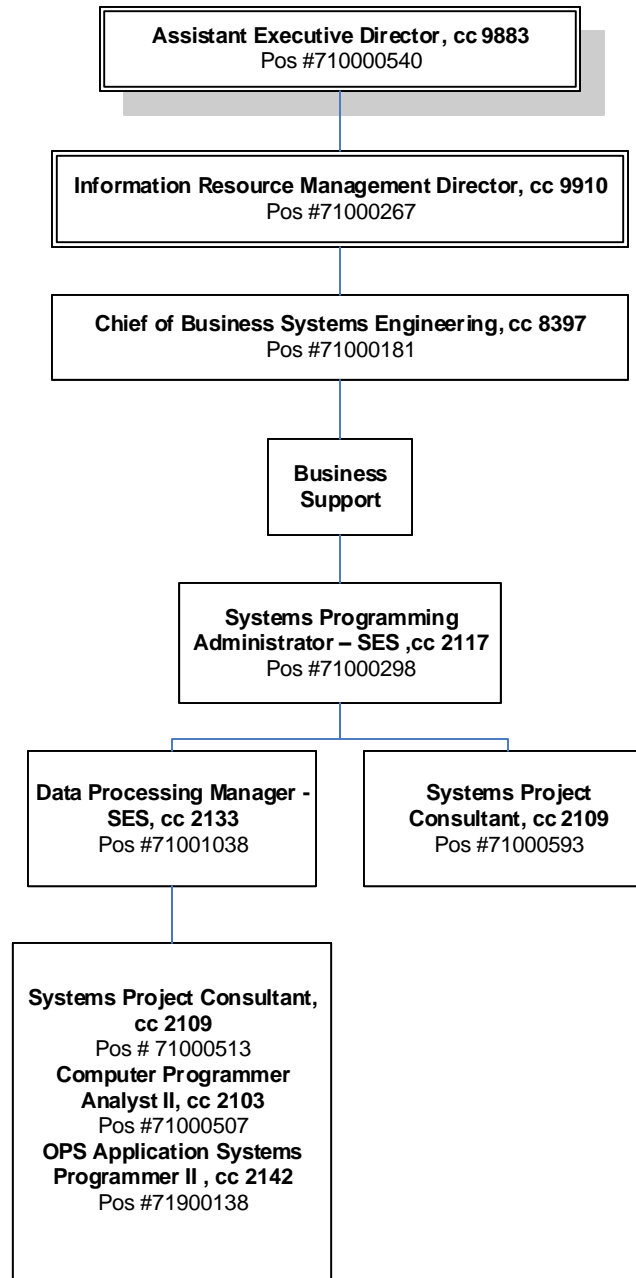 Assistant Executive Director, cc 9883
Pos #710000540
Information Resource Management Director, cc 9910
Pos #71000267
Chief of Business Systems Engineering, cc 8397
Pos #71000181
Business
Support
Systems Programming
Administrator – SES ,cc 2117
Pos #71000298
Data Processing Manager -
SES, cc 2133
Pos #71001038
Systems Project
Consultant, cc 2109
Pos #71000593
Systems Project Consultant,
cc 2109
Pos # 71000513
Computer Programmer
Analyst II, cc 2103
Pos #71000507
OPS Application Systems
Programmer II , cc 2142
Pos #71900138